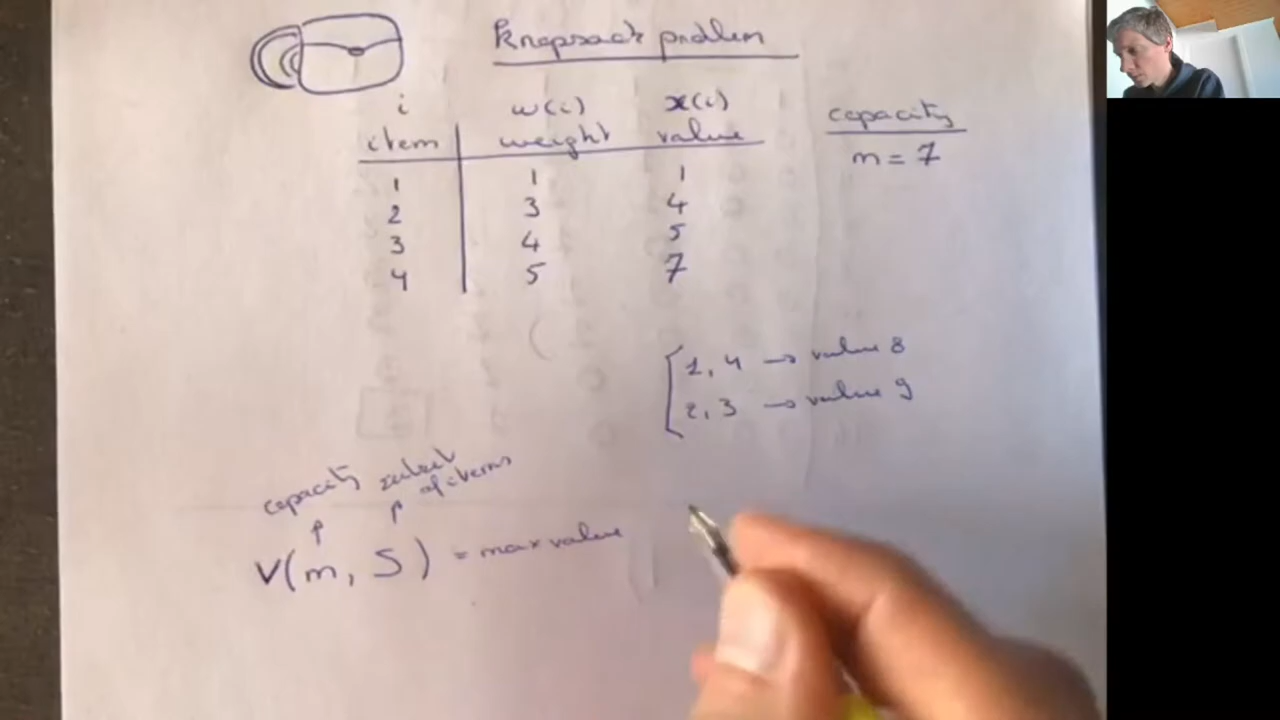 Knapsack problem
i w(i) x(i)
item weight value
1 1 1
2 3 4
3 4 5
4 5 7
capacity
m = 7
1, 4 → value 8
2, 3 → value 9
capacity subset
of items
V(m, S) = max value